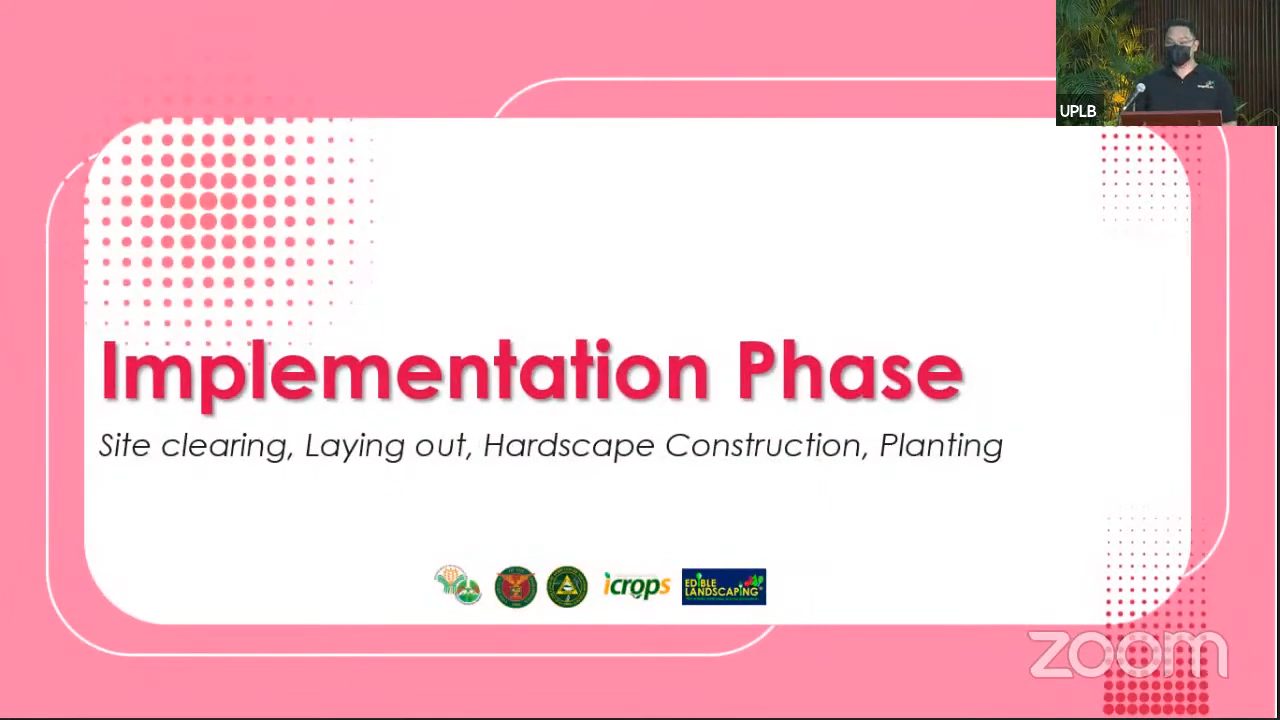 UPLB
Implementation Phase
Site clearing, Laying out, Hardscape Construction, Planting
icrops
EDIBLE
LANDSCAPING
zoom